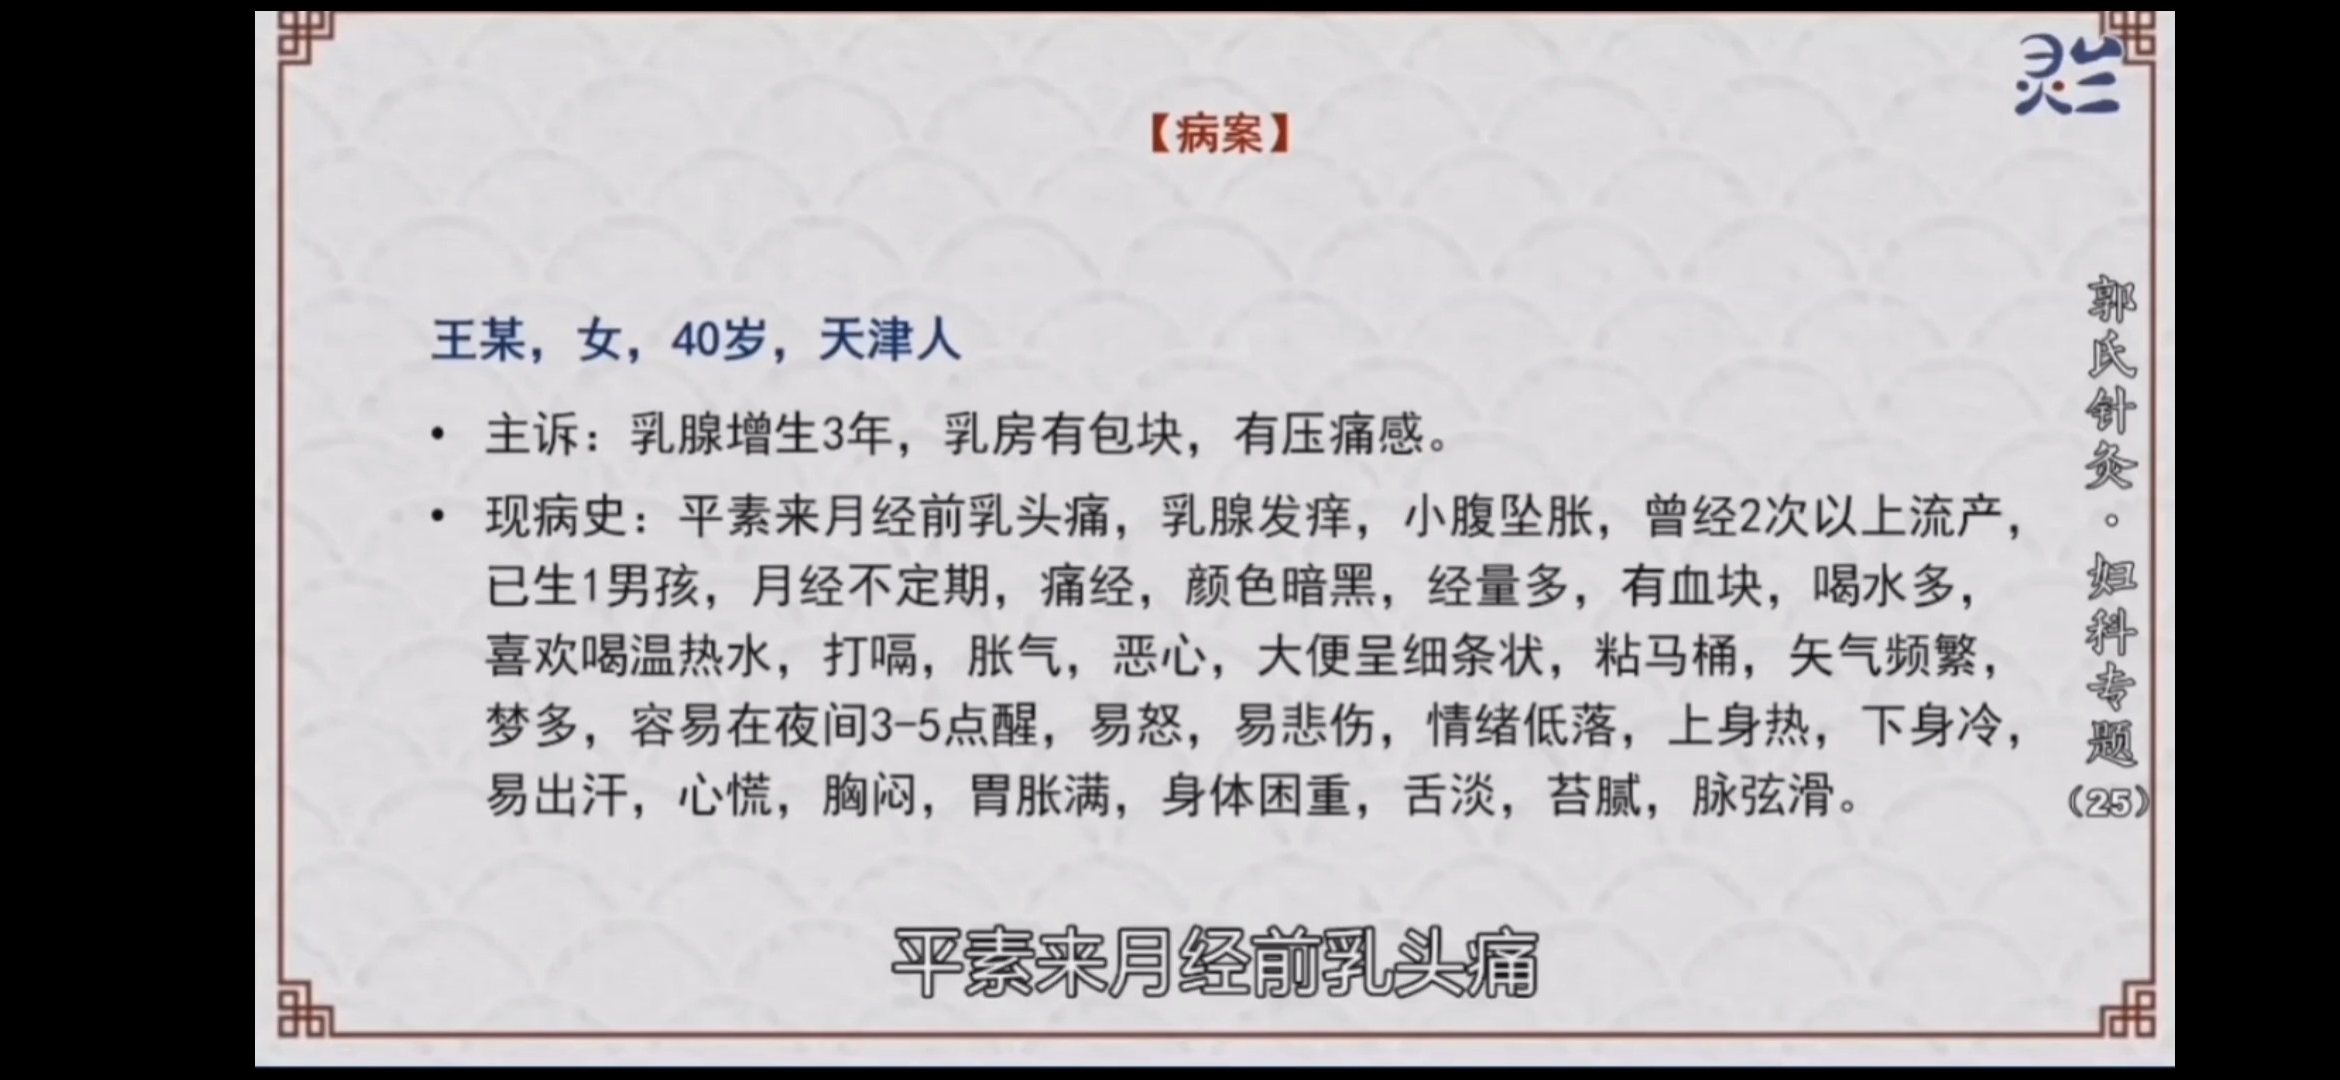 灵兰
【病案】
王某，女，40岁，天津人
• 主诉：乳腺增生3年，乳房有包块，有压痛感。
• 现病史：平素来月经前乳头痛，乳腺发痒，小腹坠胀，曾经2次以上流产，
已生1男孩，月经不定期，痛经，颜色暗黑，经量多，有血块，喝水多，
喜欢喝温热水，打嗝，胀气，恶心，大便呈细条状，粘马桶，矢气频繁，
梦多，容易在夜间3-5点醒，易怒，易悲伤，情绪低落，上身热，下身冷，
易出汗，心慌，胸闷，胃胀满，身体困重，舌淡，苔腻，脉弦滑。
郭氏针灸·妇科专题（25）
平素来月经前乳头痛